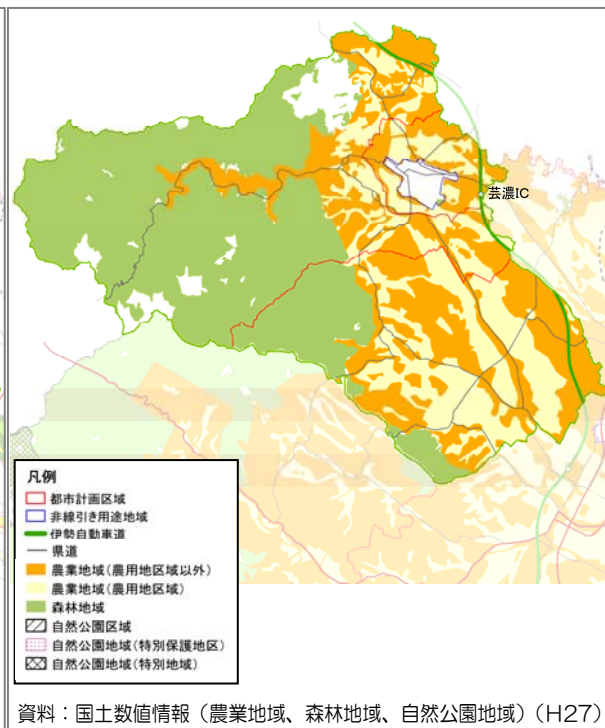 芸濃IC
凡例
都市計画区域
非線引き用途地域
伊勢自動車道
県道
農業地域(農用地区域以外)
農業地域(農用地区域)
森林地域
自然公園区域
自然公園地域(特別保護地区)
自然公園地域(特別地域)
資料：国土数値情報（農業地域、森林地域、自然公園地域）（H27）